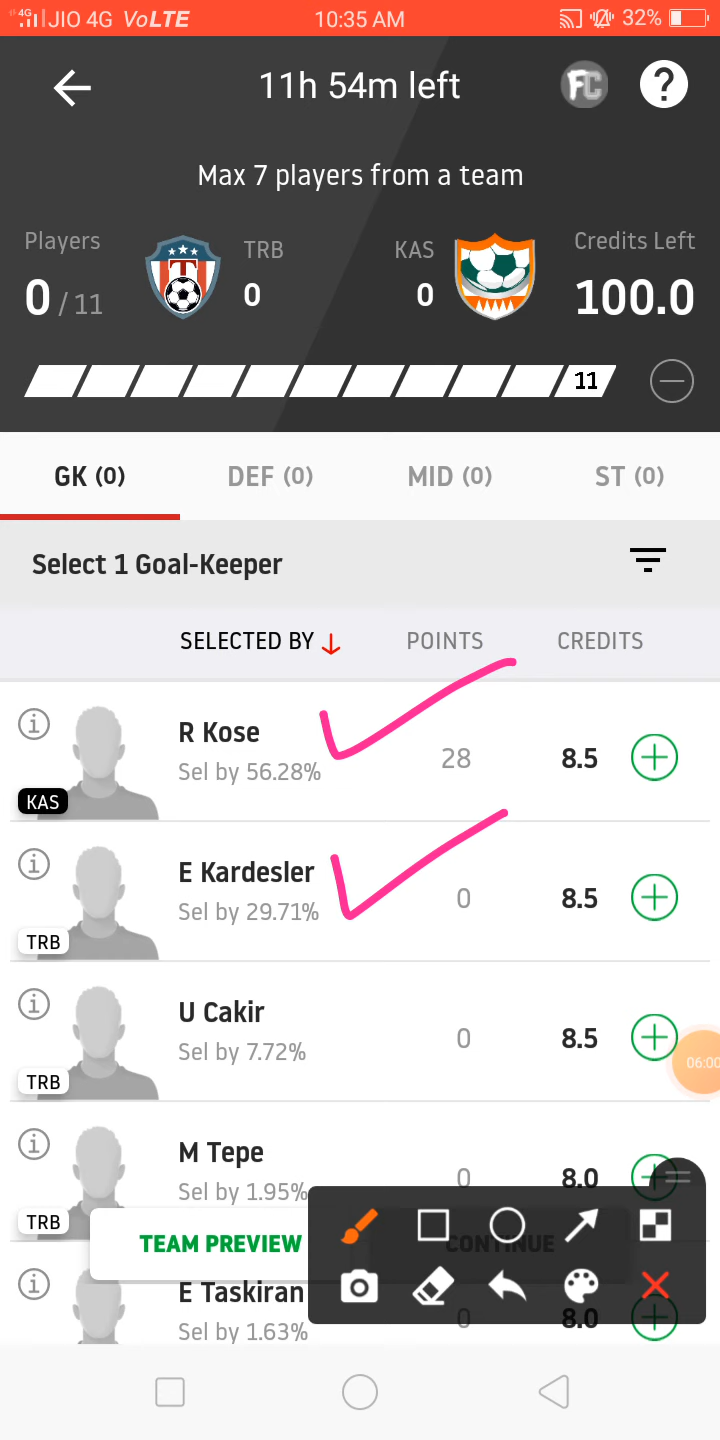 4G JIO 4G VoLTE 10:35 AM 32%
11h 54m left FC ?
Max 7 players from a team
Players TRB KAS Credits Left
0 / 11 0 0 100.0
11
GK (0) DEF (0) MID (0) ST (0)
Select 1 Goal-Keeper
SELECTED BY POINTS CREDITS
R Kose
Sel by 56.28% 28 8.5
KAS
E Kardesler
Sel by 29.71% 0 8.5
TRB
U Cakir
Sel by 7.72% 0 8.5
TRB
06:00
M Tepe
Sel by 1.95% 0 8.0
TRB
TEAM PREVIEW CONTINUE
E Taskiran
Sel by 1.63% 0 8.0